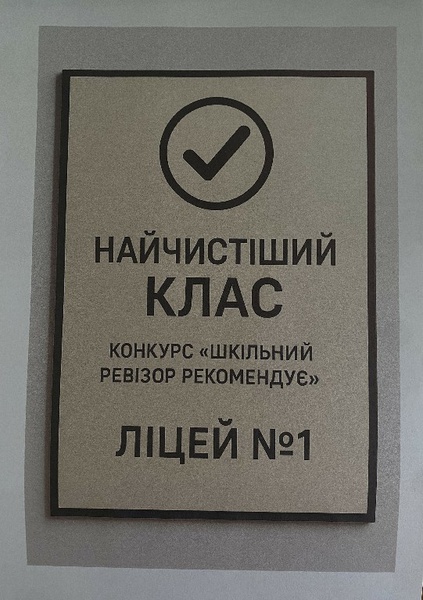 НАЙЧИСТІШИЙ
КЛАС
КОНКУРС «ШКІЛЬНИЙ
РЕВІЗОР РЕКОМЕНДУЄ»
ЛІЦЕЙ №1